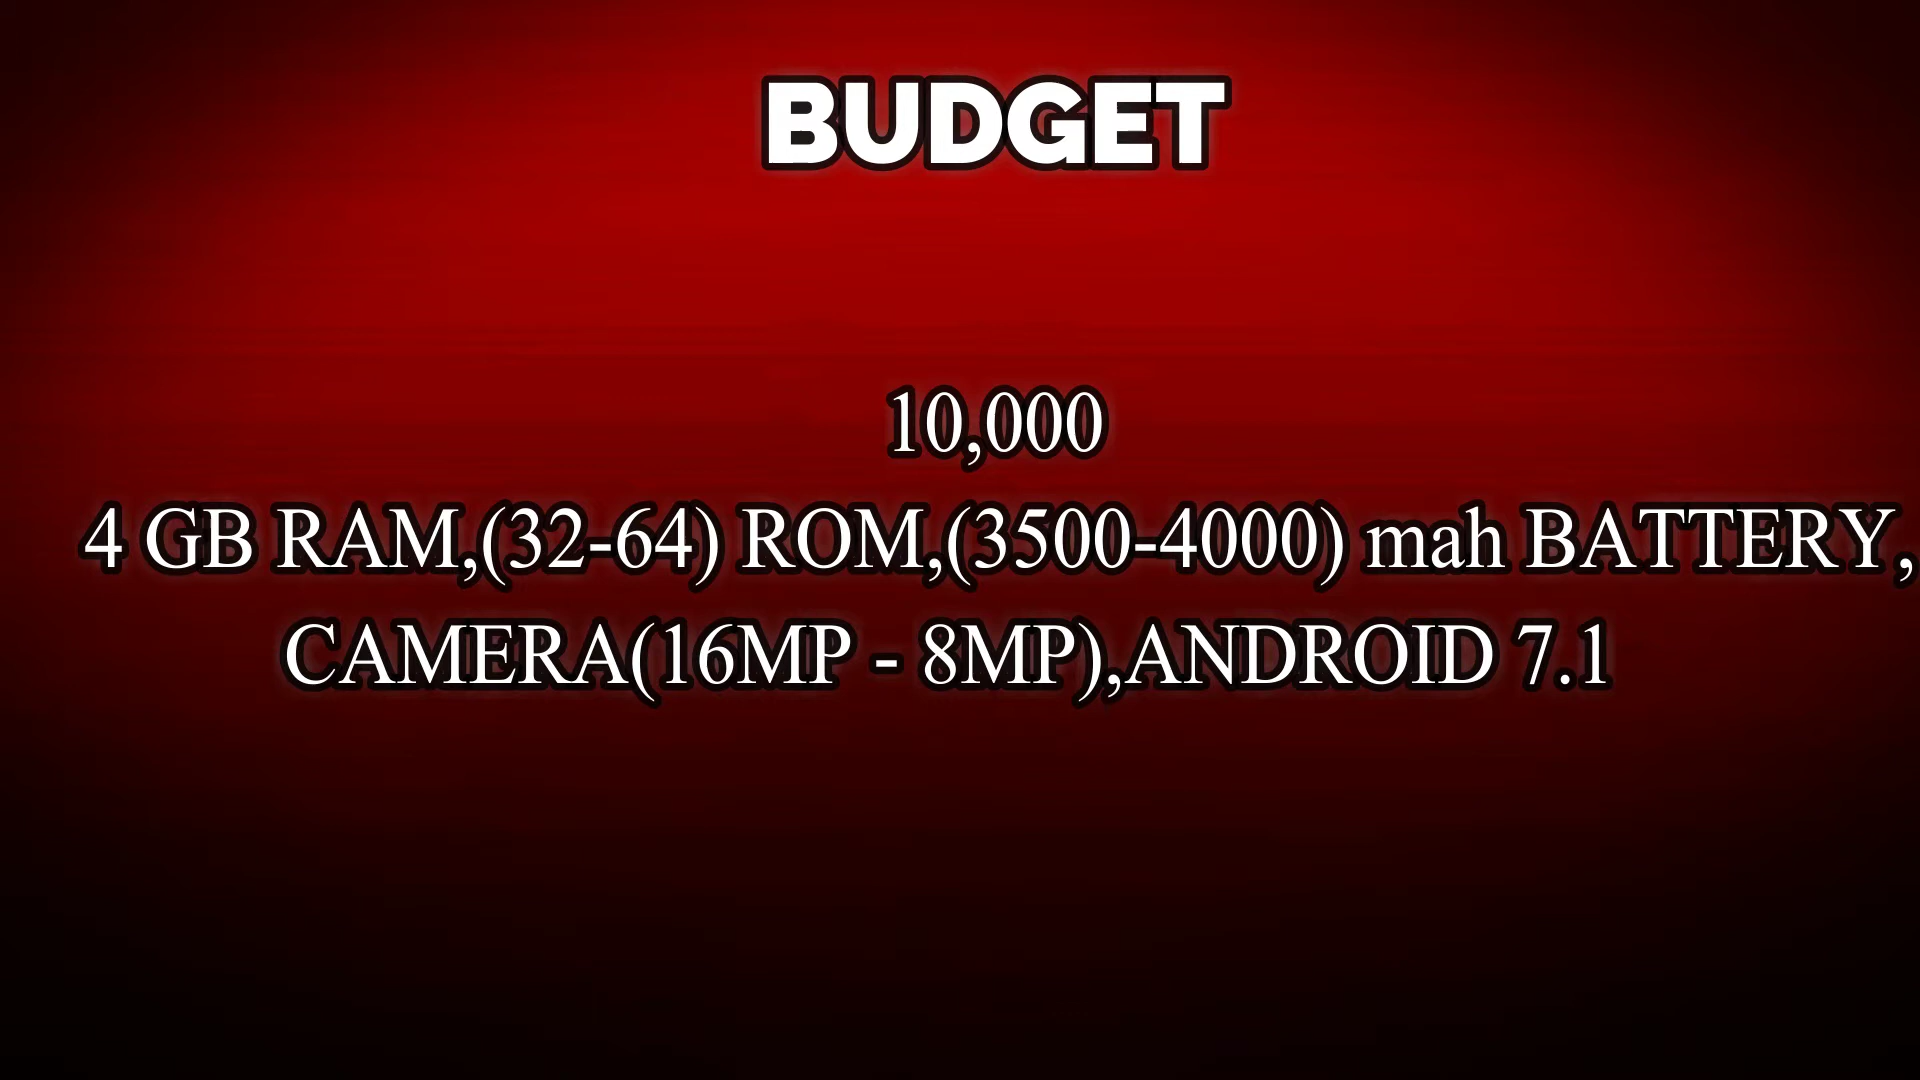 BUDGET
10,000
4 GB RAM,(32-64) ROM,(3500-4000) mah BATTERY,
CAMERA(16MP - 8MP),ANDROID 7.1